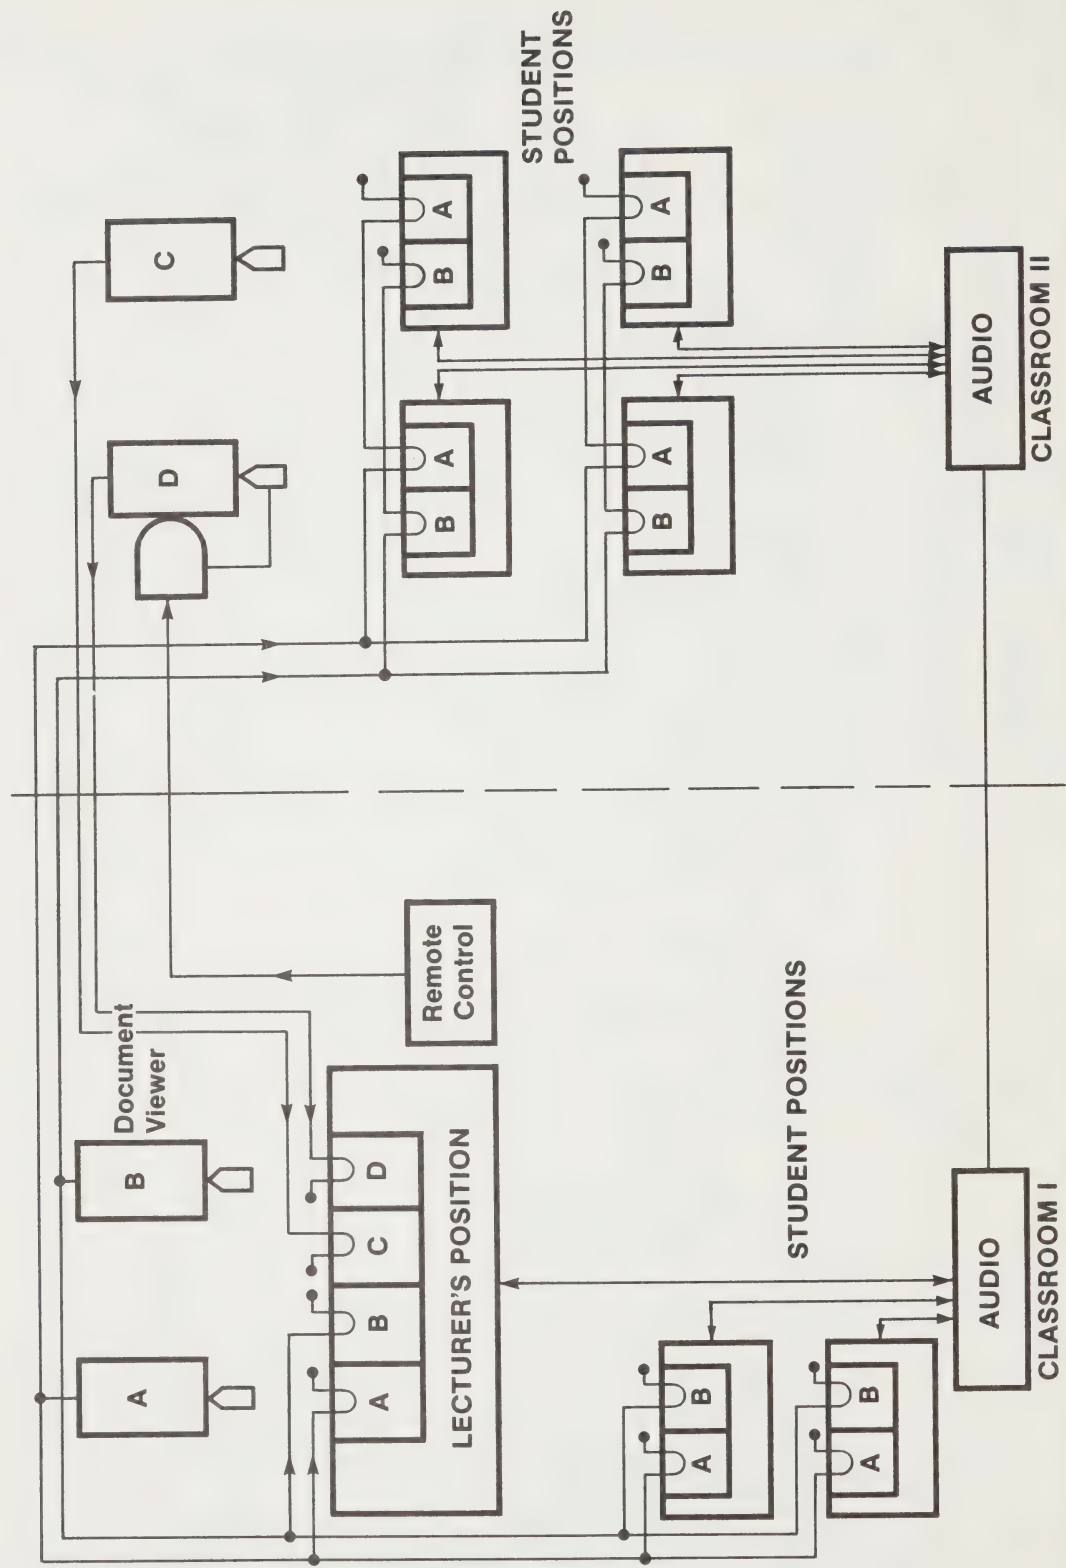 A
B
Document
Viewer
D
C
A
B
C
D
LECTURER'S POSITION
Remote
Control
B
A
B
A
STUDENT
POSITIONS
B
A
B
A
A
B
STUDENT POSITIONS
A
B
AUDIO
CLASSROOM I
AUDIO
CLASSROOM II